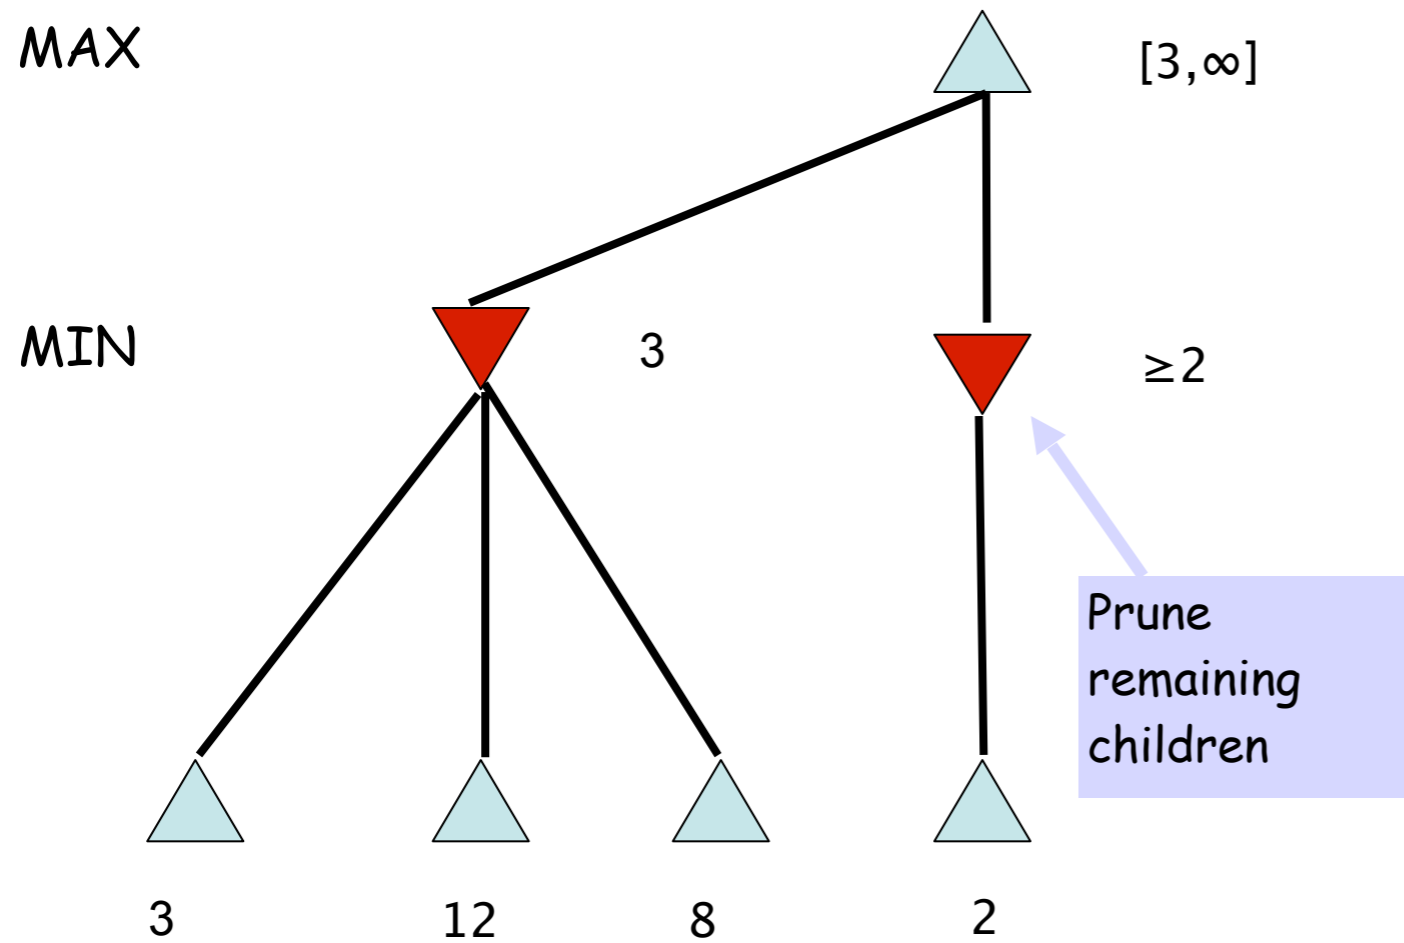 MAX
[3,∞]
MIN
3
≥2
Prune
remaining
children
3 12 8 2